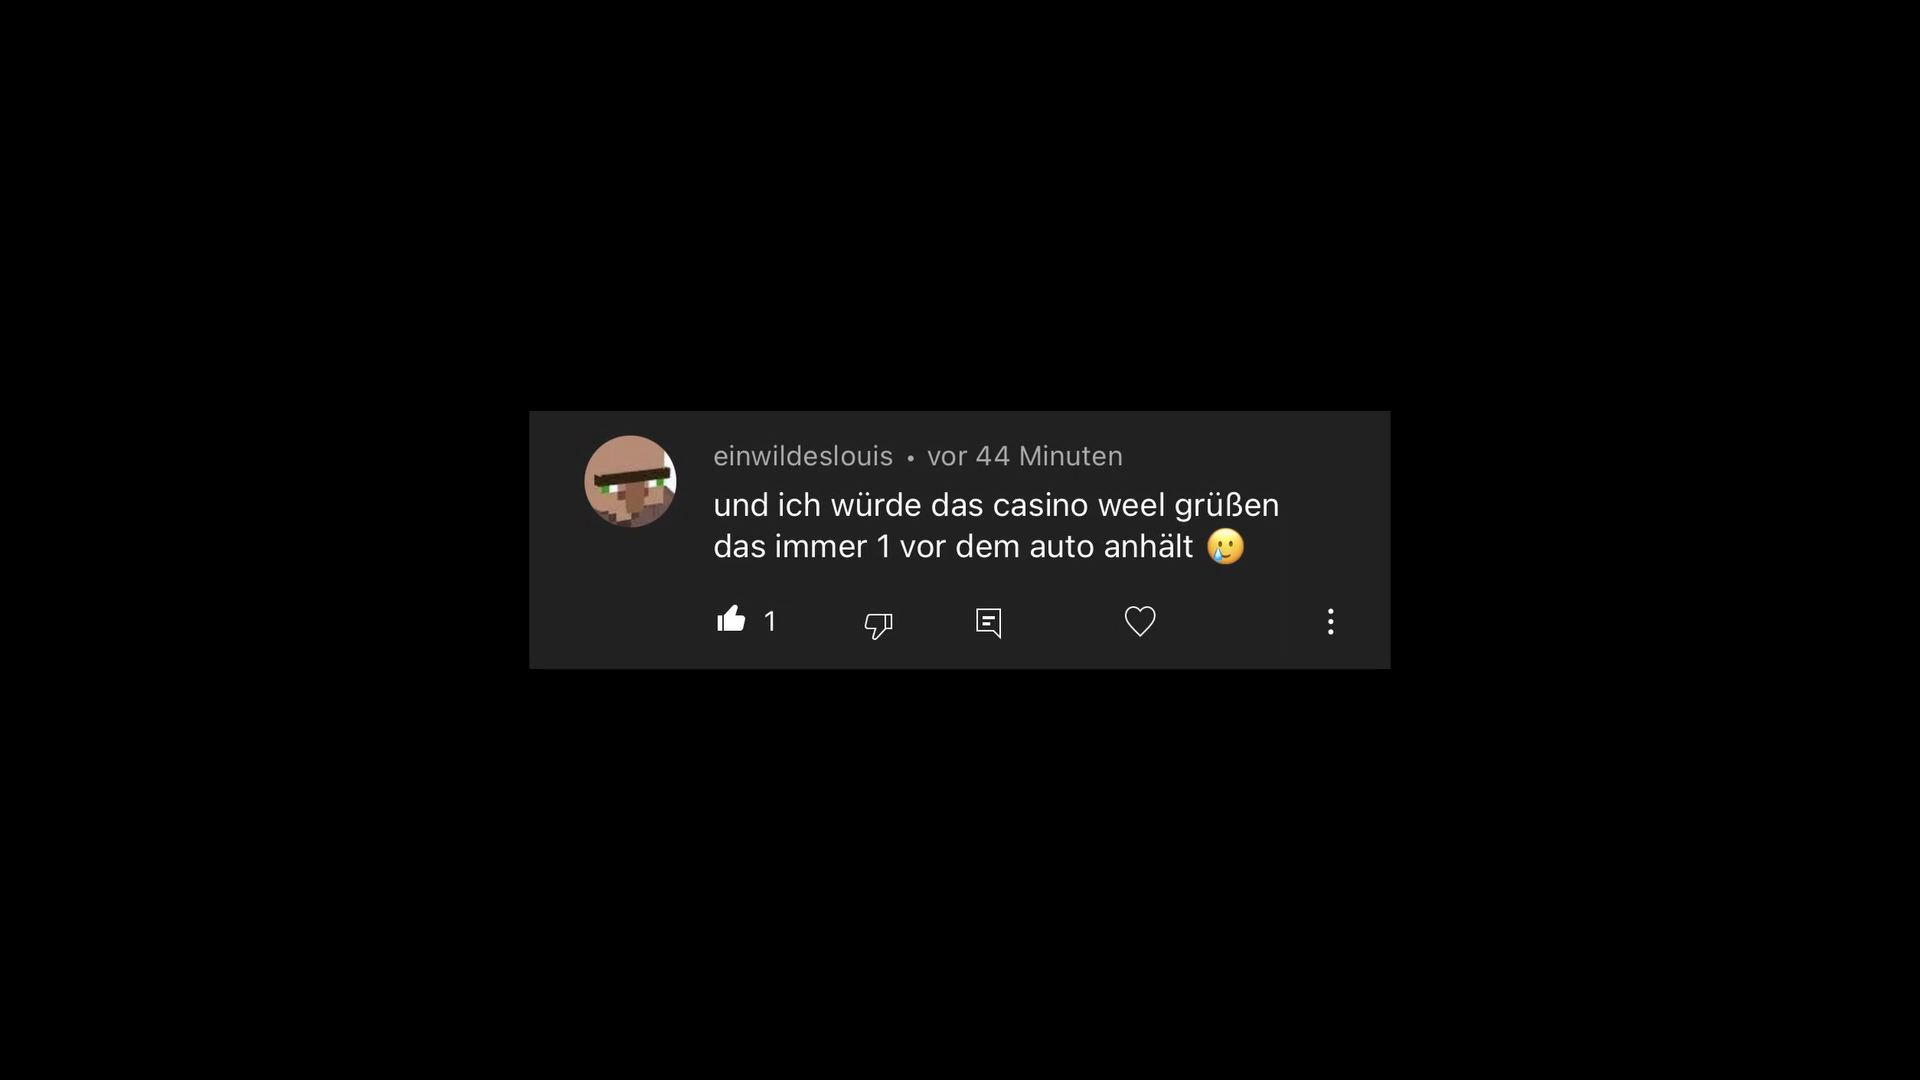 einwildeslouis • vor 44 Minuten
und ich würde das casino weel grüßen
das immer 1 vor dem auto anhält 🥲
1